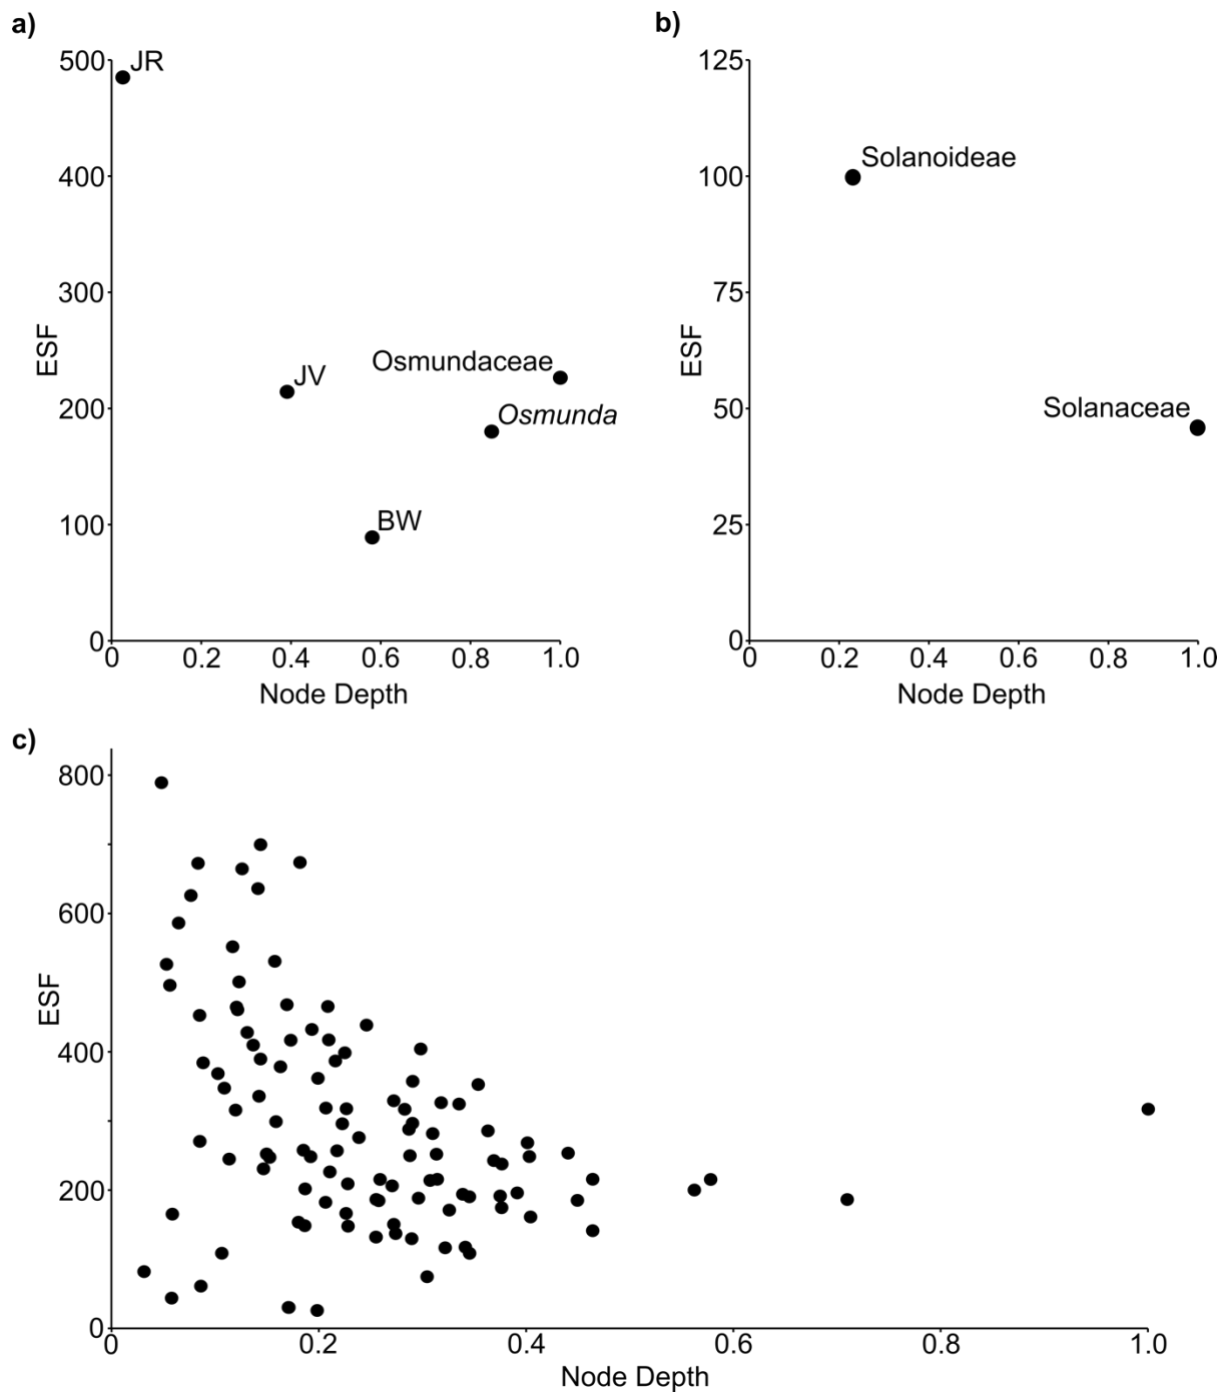 a)
500
JR
400
300
ESF
Osmundaceae
JV
200
Osmunda
100
BW
0
0 0.2 0.4 0.6 0.8 1.0
Node Depth
b)
125
100
Solanoideae
75
ESF
50
Solanaceae
25
0
0 0.2 0.4 0.6 0.8 1.0
Node Depth
c)
800
600
ESF
400
200
0
0 0.2 0.4 0.6 0.8 1.0
Node Depth